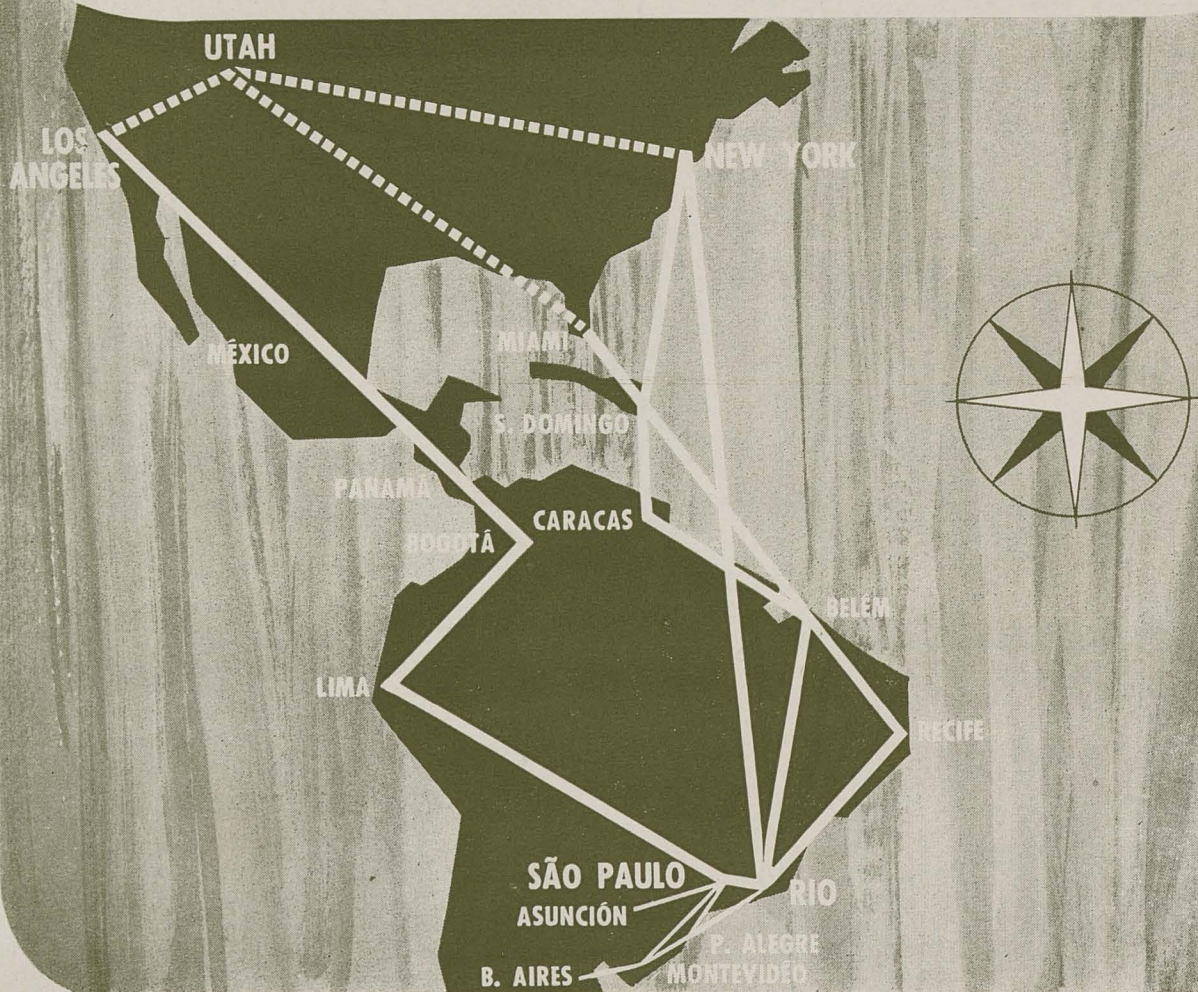 UTAH
LOS
ANGELES
NEW YORK
MIAMI
MÉXICO
S. DOMINGO
PANAMÁ
CARACAS
BOGOTÁ
BELÉM
LIMA
RECIFE
SÃO PAULO
RIO
ASUNCIÓN
P. ALEGRE
B. AIRES
MONTEVIDÉO